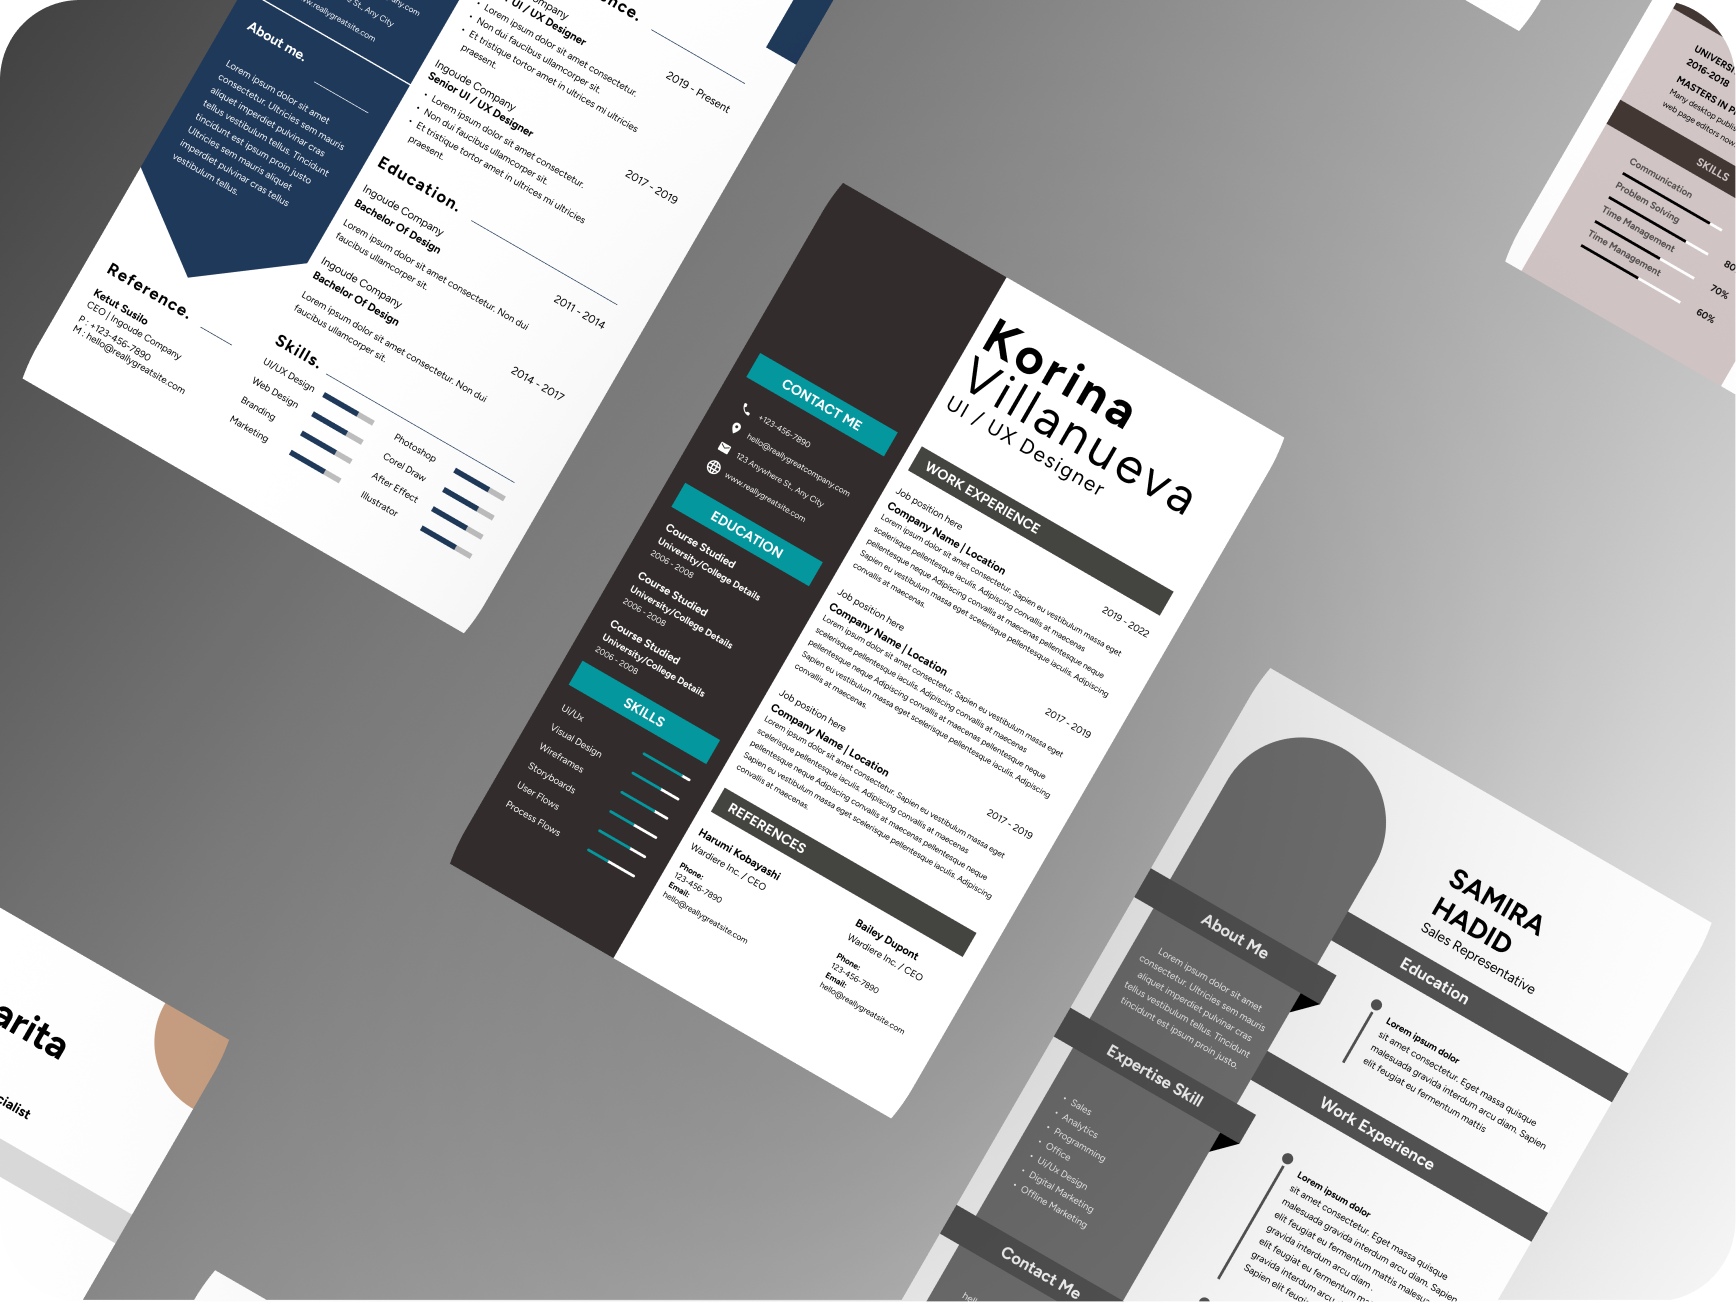 y St., Any City
www.reallygreatsite.com
About me.
Lorem ipsum dolor sit amet
consectetur. Ultricies sem mauris
aliquet imperdiet pulvinar cras
tellus vestibulum tellus. Tincidunt
tincidunt est ipsum proin justo
Ultricies sem mauris aliquet
imperdiet pulvinar cras tellus
vestibulum tellus.
Reference.
Ketut Susilo
CEO | Ingoude Company
P : +123-456-7890
M : hello@reallygreatsite.com
nce.
Company
UI / UX Designer
2019 - Present
• Lorem ipsum dolor sit amet consectetur.
• Non dui faucibus ullamcorper sit.
• Et tristique tortor amet in ultrices mi ultricies
praesent.
Ingoude Company
Senior UI / UX Designer
2017 - 2019
• Lorem ipsum dolor sit amet consectetur.
• Non dui faucibus ullamcorper sit.
• Et tristique tortor amet in ultrices mi ultricies
praesent.
Education.
Ingoude Company
Bachelor Of Design
2011 - 2014
Lorem ipsum dolor sit amet consectetur. Non dui
faucibus ullamcorper sit.
Ingoude Company
Bachelor Of Design
2014 - 2017
Lorem ipsum dolor sit amet consectetur. Non dui
faucibus ullamcorper sit.
Skills.
UI/UX Design
Web Design
Branding
Marketing
Photoshop
Corel Draw
After Effect
Illustrator
Korina
Villanueva
UI / UX Designer
CONTACT ME
+123-456-7890
hello@reallygreatcompany.com
123 Anywhere St., Any City
www.reallygreatsite.com
EDUCATION
Course Studied
University/College Details
2006 - 2008
Course Studied
University/College Details
2006 - 2008
Course Studied
University/College Details
2006 - 2008
SKILLS
Ui/Ux
Visual Design
Wireframes
Storyboards
User Flows
Process Flows
WORK EXPERIENCE
Job position here
Company Name | Location
2019 - 2022
Lorem ipsum dolor sit amet consectetur. Sapien eu vestibulum massa eget
scelerisque pellentesque iaculis. Adipiscing convallis at maecenas
pellentesque neque Adipiscing convallis at maecenas pellentesque neque
Sapien eu vestibulum massa eget scelerisque pellentesque iaculis. Adipiscing
convallis at maecenas.
Job position here
Company Name | Location
2017 - 2019
Lorem ipsum dolor sit amet consectetur. Sapien eu vestibulum massa eget
scelerisque pellentesque iaculis. Adipiscing convallis at maecenas
pellentesque neque Adipiscing convallis at maecenas pellentesque neque
Sapien eu vestibulum massa eget scelerisque pellentesque iaculis. Adipiscing
convallis at maecenas.
Job position here
Company Name | Location
2017 - 2019
Lorem ipsum dolor sit amet consectetur. Sapien eu vestibulum massa eget
scelerisque pellentesque iaculis. Adipiscing convallis at maecenas
pellentesque neque Adipiscing convallis at maecenas pellentesque neque
Sapien eu vestibulum massa eget scelerisque pellentesque iaculis. Adipiscing
convallis at maecenas.
REFERENCES
Harumi Kobayashi
Wardiere Inc. / CEO
Phone:
123-456-7890
Email:
hello@reallygreatsite.com
Bailey Dupont
Wardiere Inc. / CEO
Phone:
123-456-7890
Email:
hello@reallygreatsite.com
UNIVERSI
2016-2018
MASTERS IN P
Many desktop publis
web page editors now
SKILLS
Communication
Problem Solving
Time Management
Time Management
80
70%
60%
SAMIRA
HADID
Sales Representative
About Me
Lorem ipsum dolor sit amet
consectetur. Ultricies sem mauris
aliquet imperdiet pulvinar cras
tellus vestibulum tellus. Tincidunt
tincidunt est ipsum proin justo.
Expertise Skill
• Sales
• Analytics
• Programming
• Office
• Ui/Ux Design
• Digital Marketing
• Offline Marketing
Contact Me
hell
Education
Lorem ipsum dolor
sit amet consectetur. Eget massa quisque
malesuada gravida interdum arcu diam. Sapien
elit feugiat eu fermentum mattis
Work Experience
Lorem ipsum dolor
sit amet consectetur. Eget massa quisque
malesuada gravida interdum arcu diam. Sapien
elit feugiat eu fermentum mattis malesuada
gravida interdum arcu diam .
elit feugiat eu fermentum m
gravida interdum arcu
Sapien elit feugi
arita
cialist